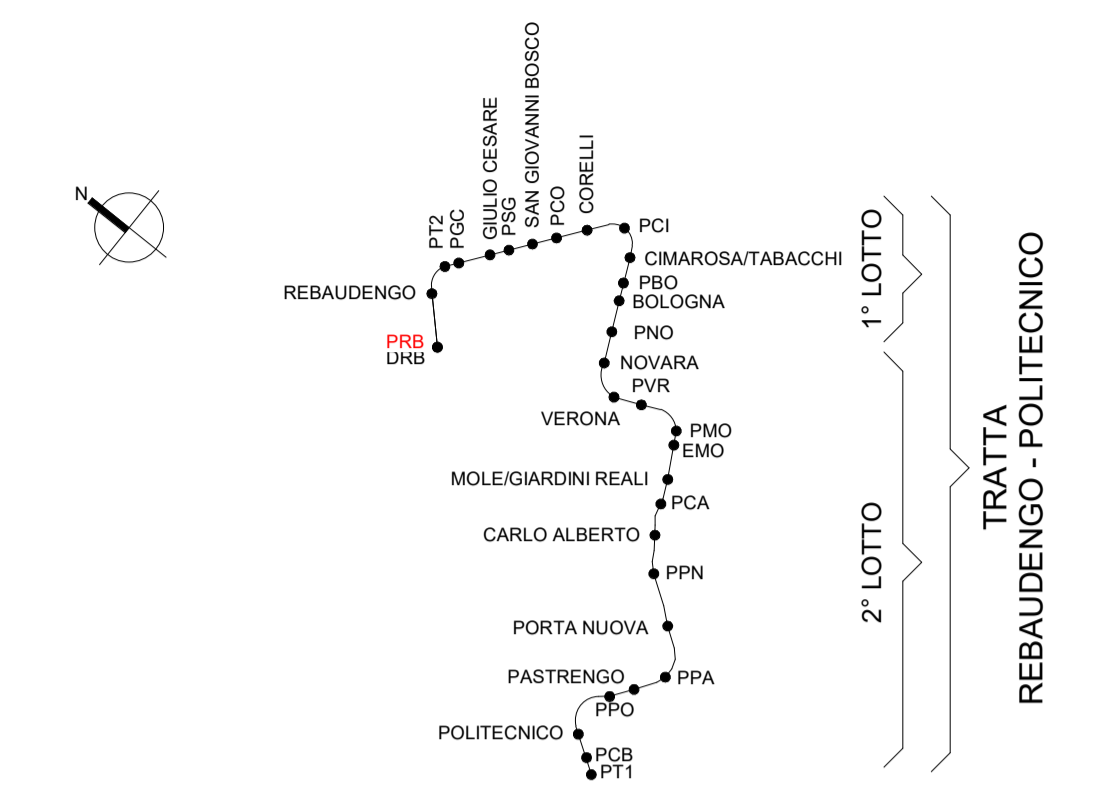 N
PT2
PGC
GIULIO CESARE
PSG
SAN GIOVANNI BOSCO
PCO
CORELLI
PCI
CIMAROSA/TABACCHI
REBAUDENGO
PBO
BOLOGNA
PNO
PRB
DRB
NOVARA
PVR
VERONA
PMO
EMO
MOLE/GIARDINI REALI
PCA
CARLO ALBERTO
PPN
PORTA NUOVA
PASTRENGO
PPA
PPO
POLITECNICO
PCB
PT1
1° LOTTO
2° LOTTO
TRATTA
REBAUDENGO - POLITECNICO